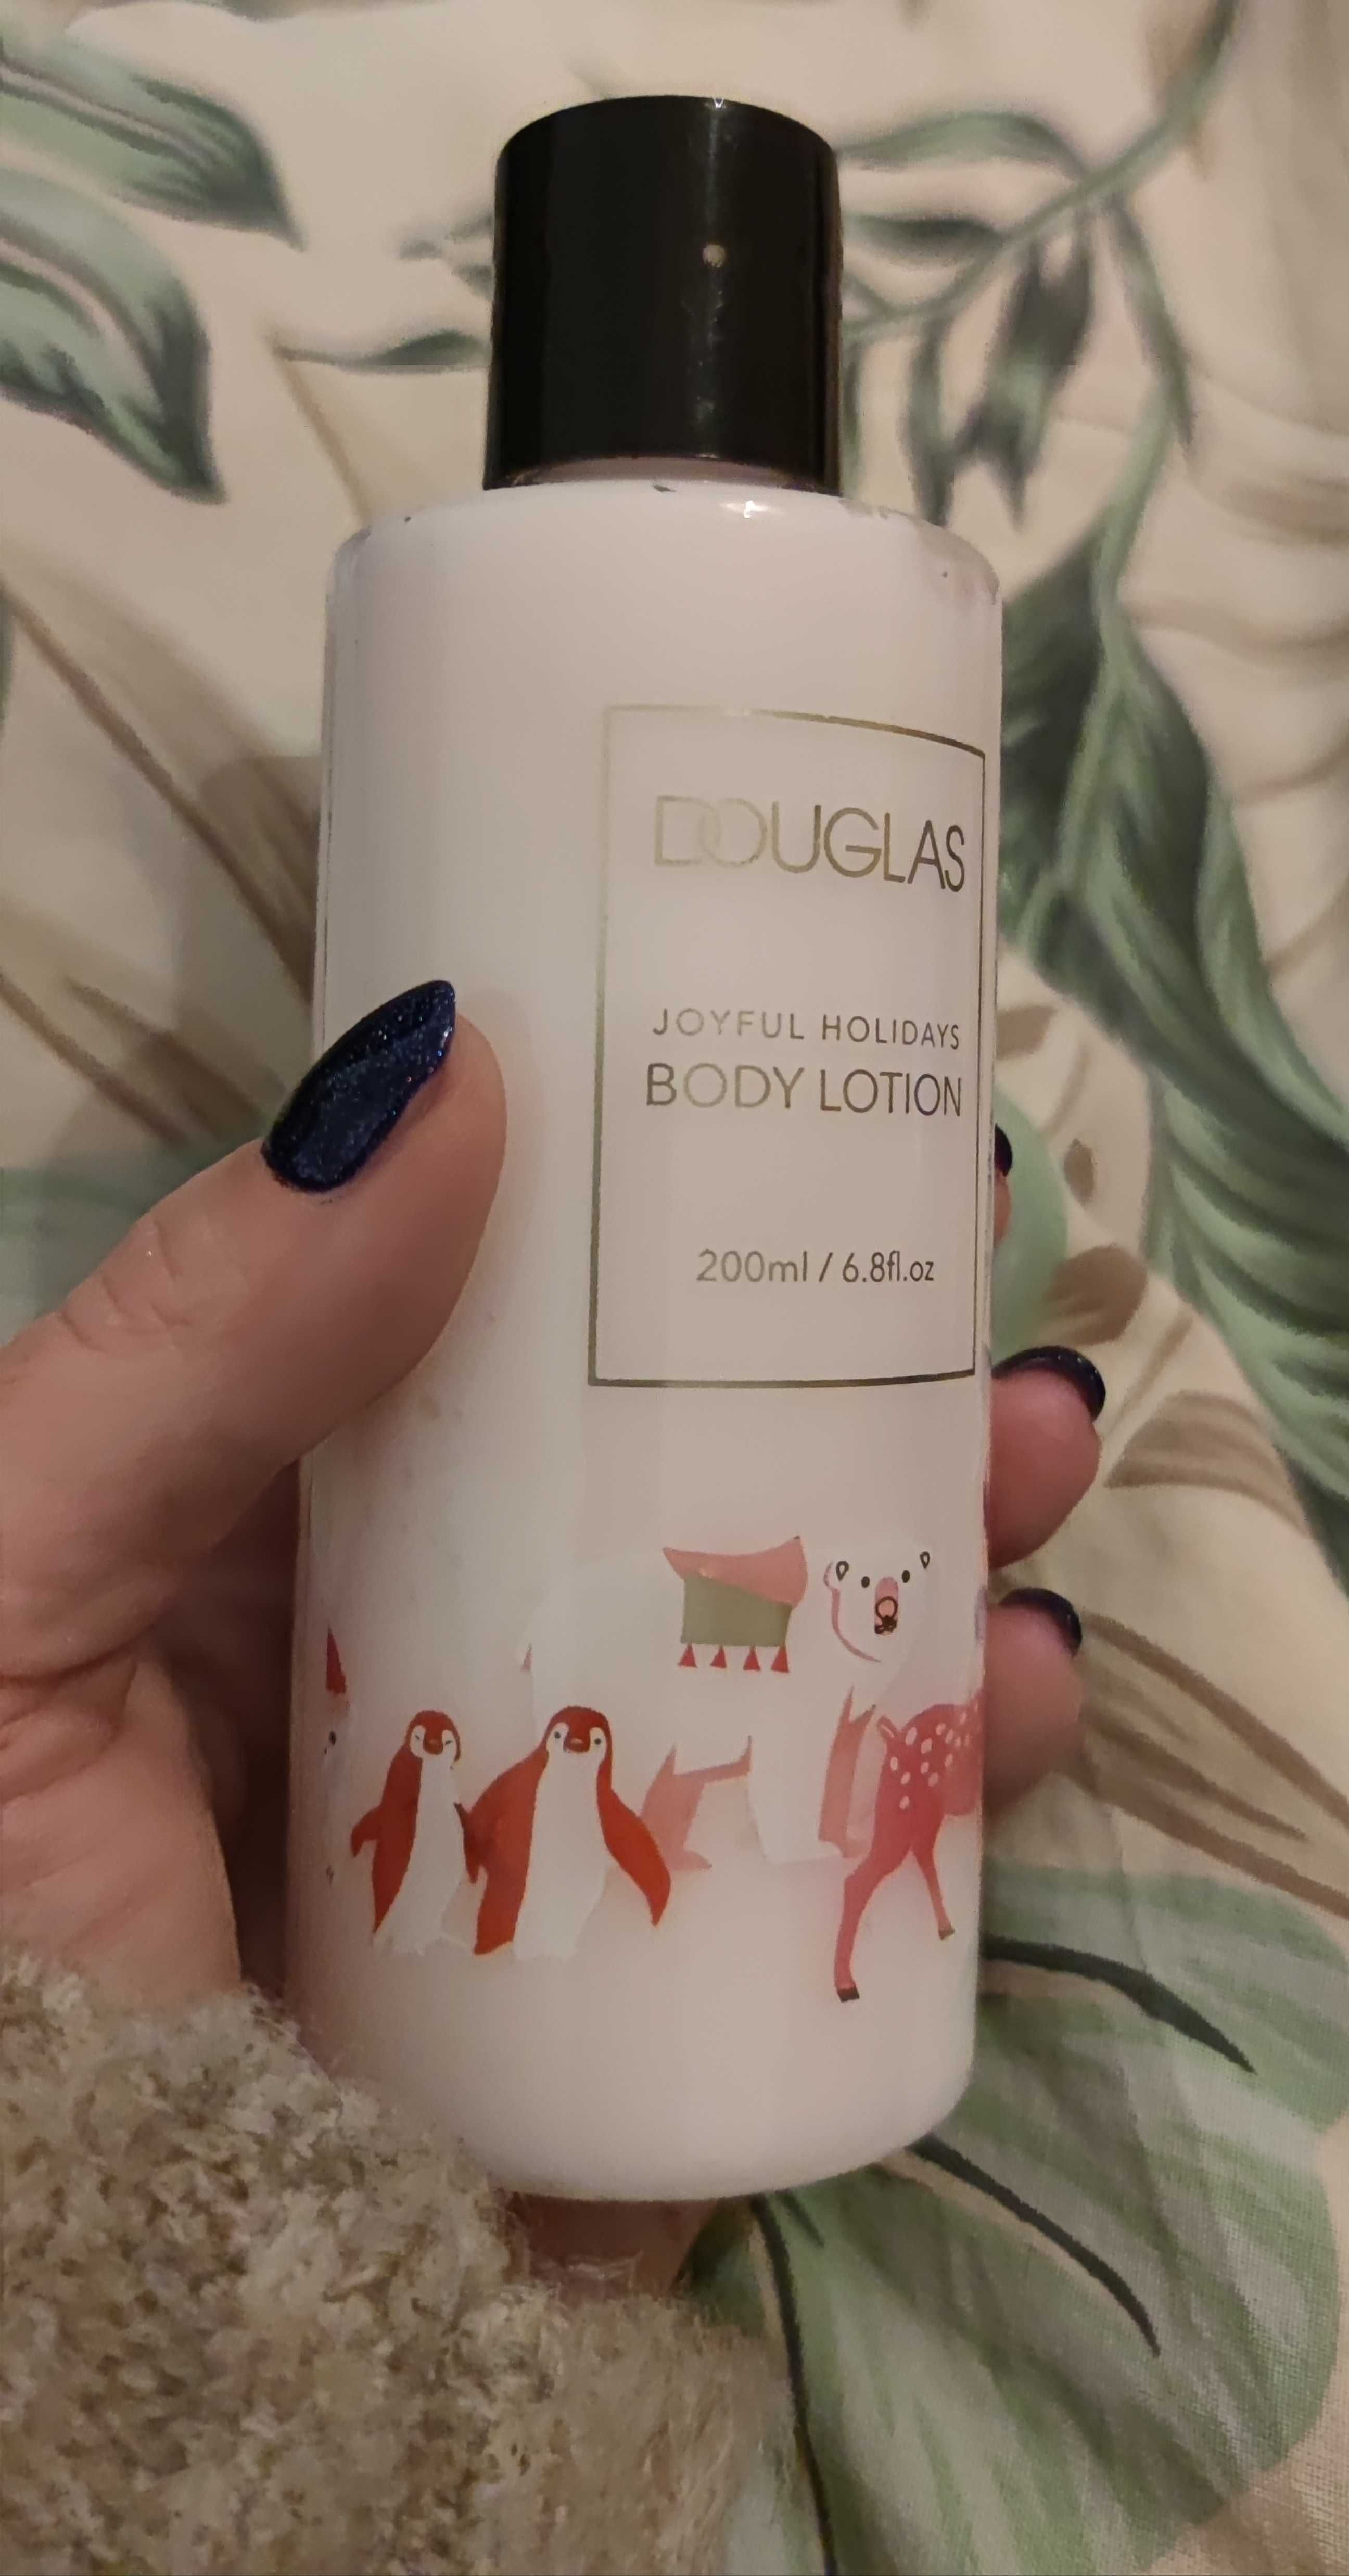 DOUGLAS
JOYFUL HOLIDAYS
BODY LOTION
200ml / 6.8fl.oz